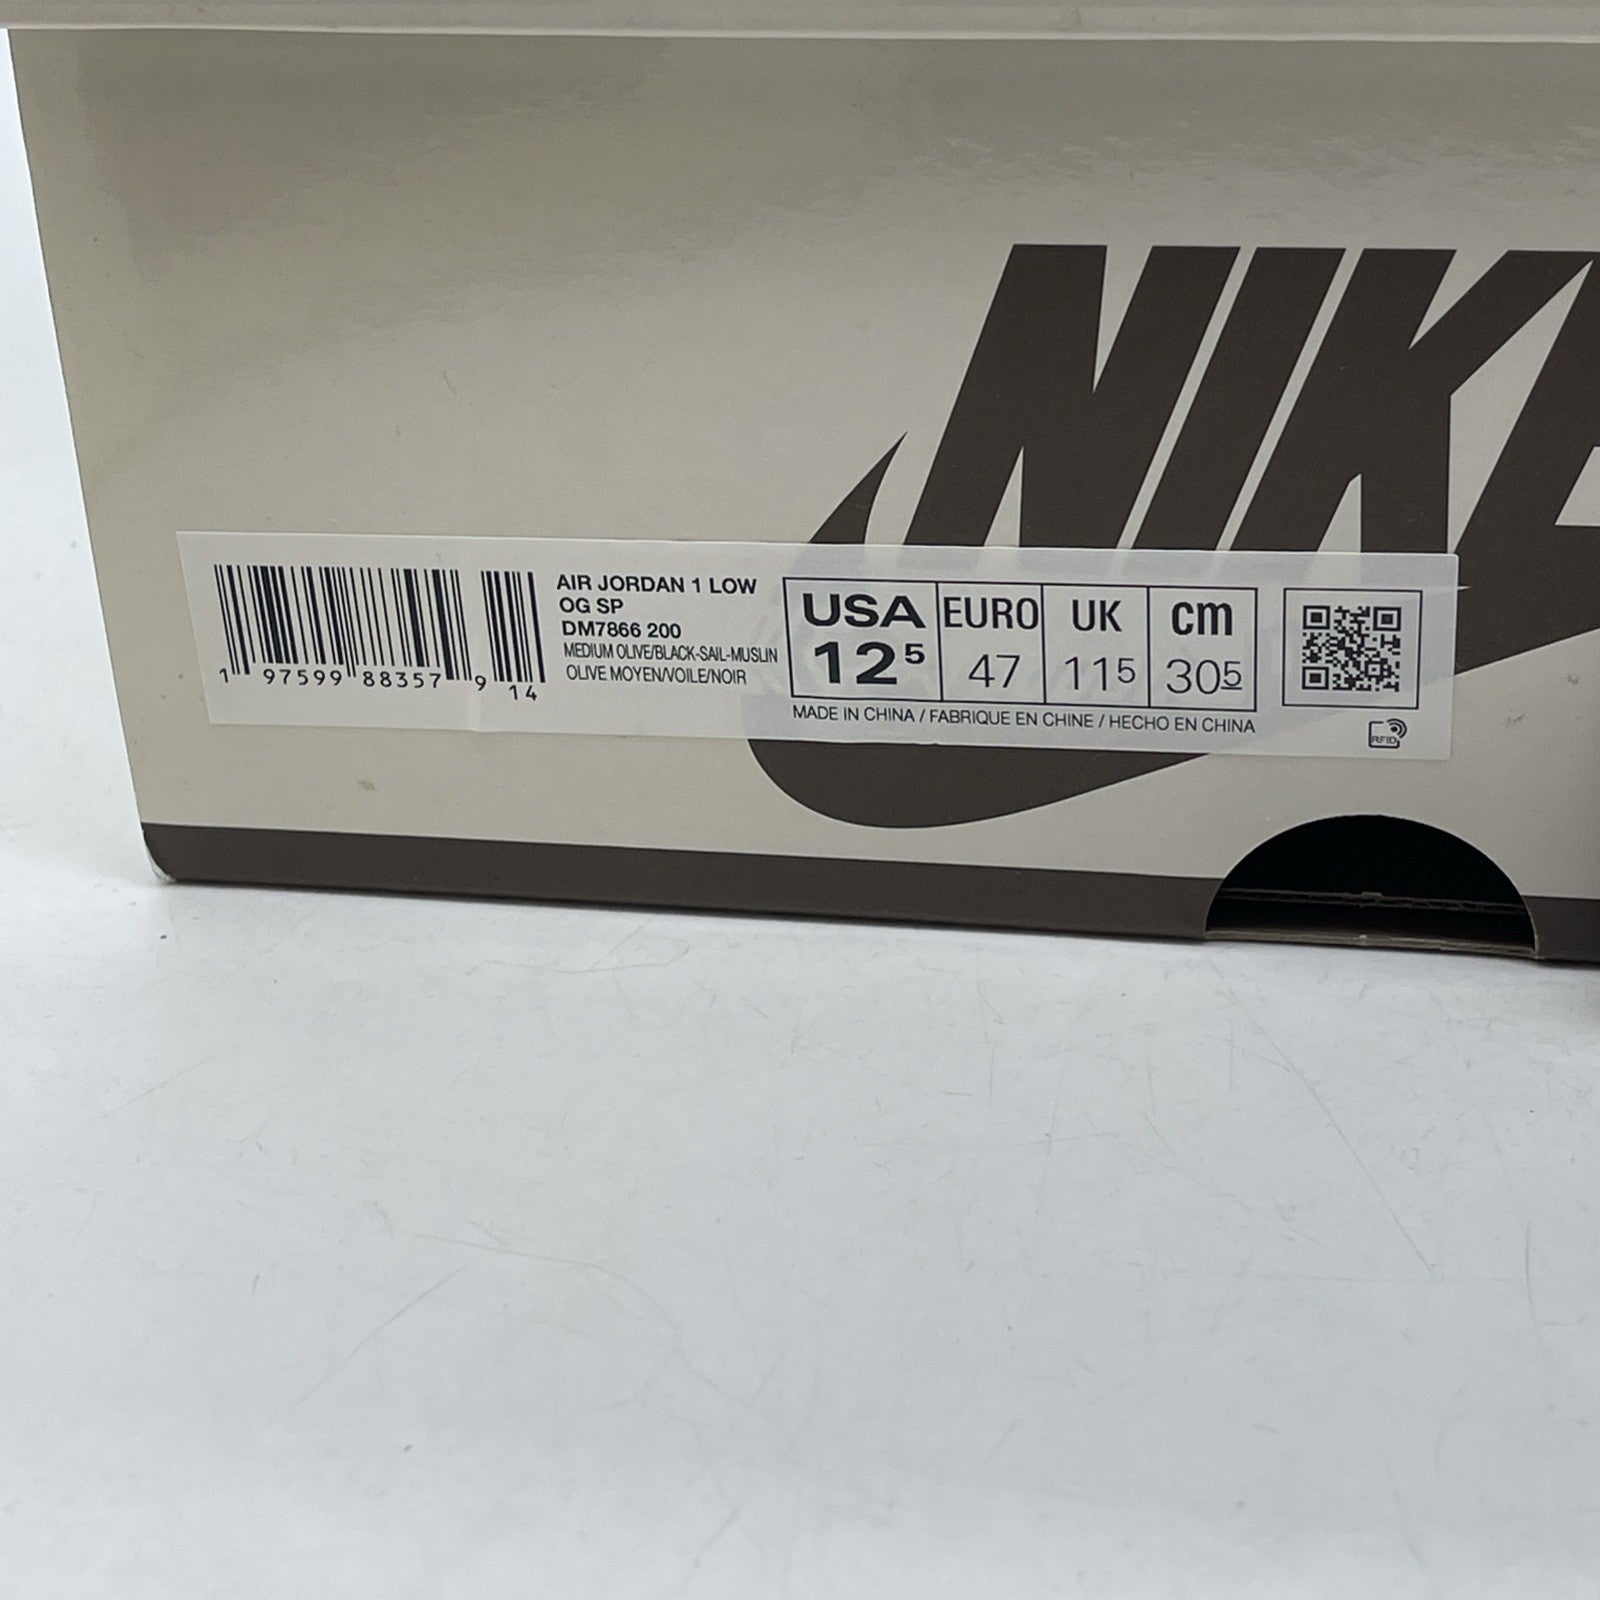 NIKE
AIR JORDAN 1 LOW
OG SP
DM7866 200
MEDIUM OLIVE/BLACK-SAIL-MUSLIN
OLIVE MOYEN/VOILE/NOIR
1 97599 88357 9 14
USA EURO UK cm
12⁵ 47 11⁵ 30⁵
MADE IN CHINA / FABRIQUE EN CHINE / HECHO EN CHINA
RFID